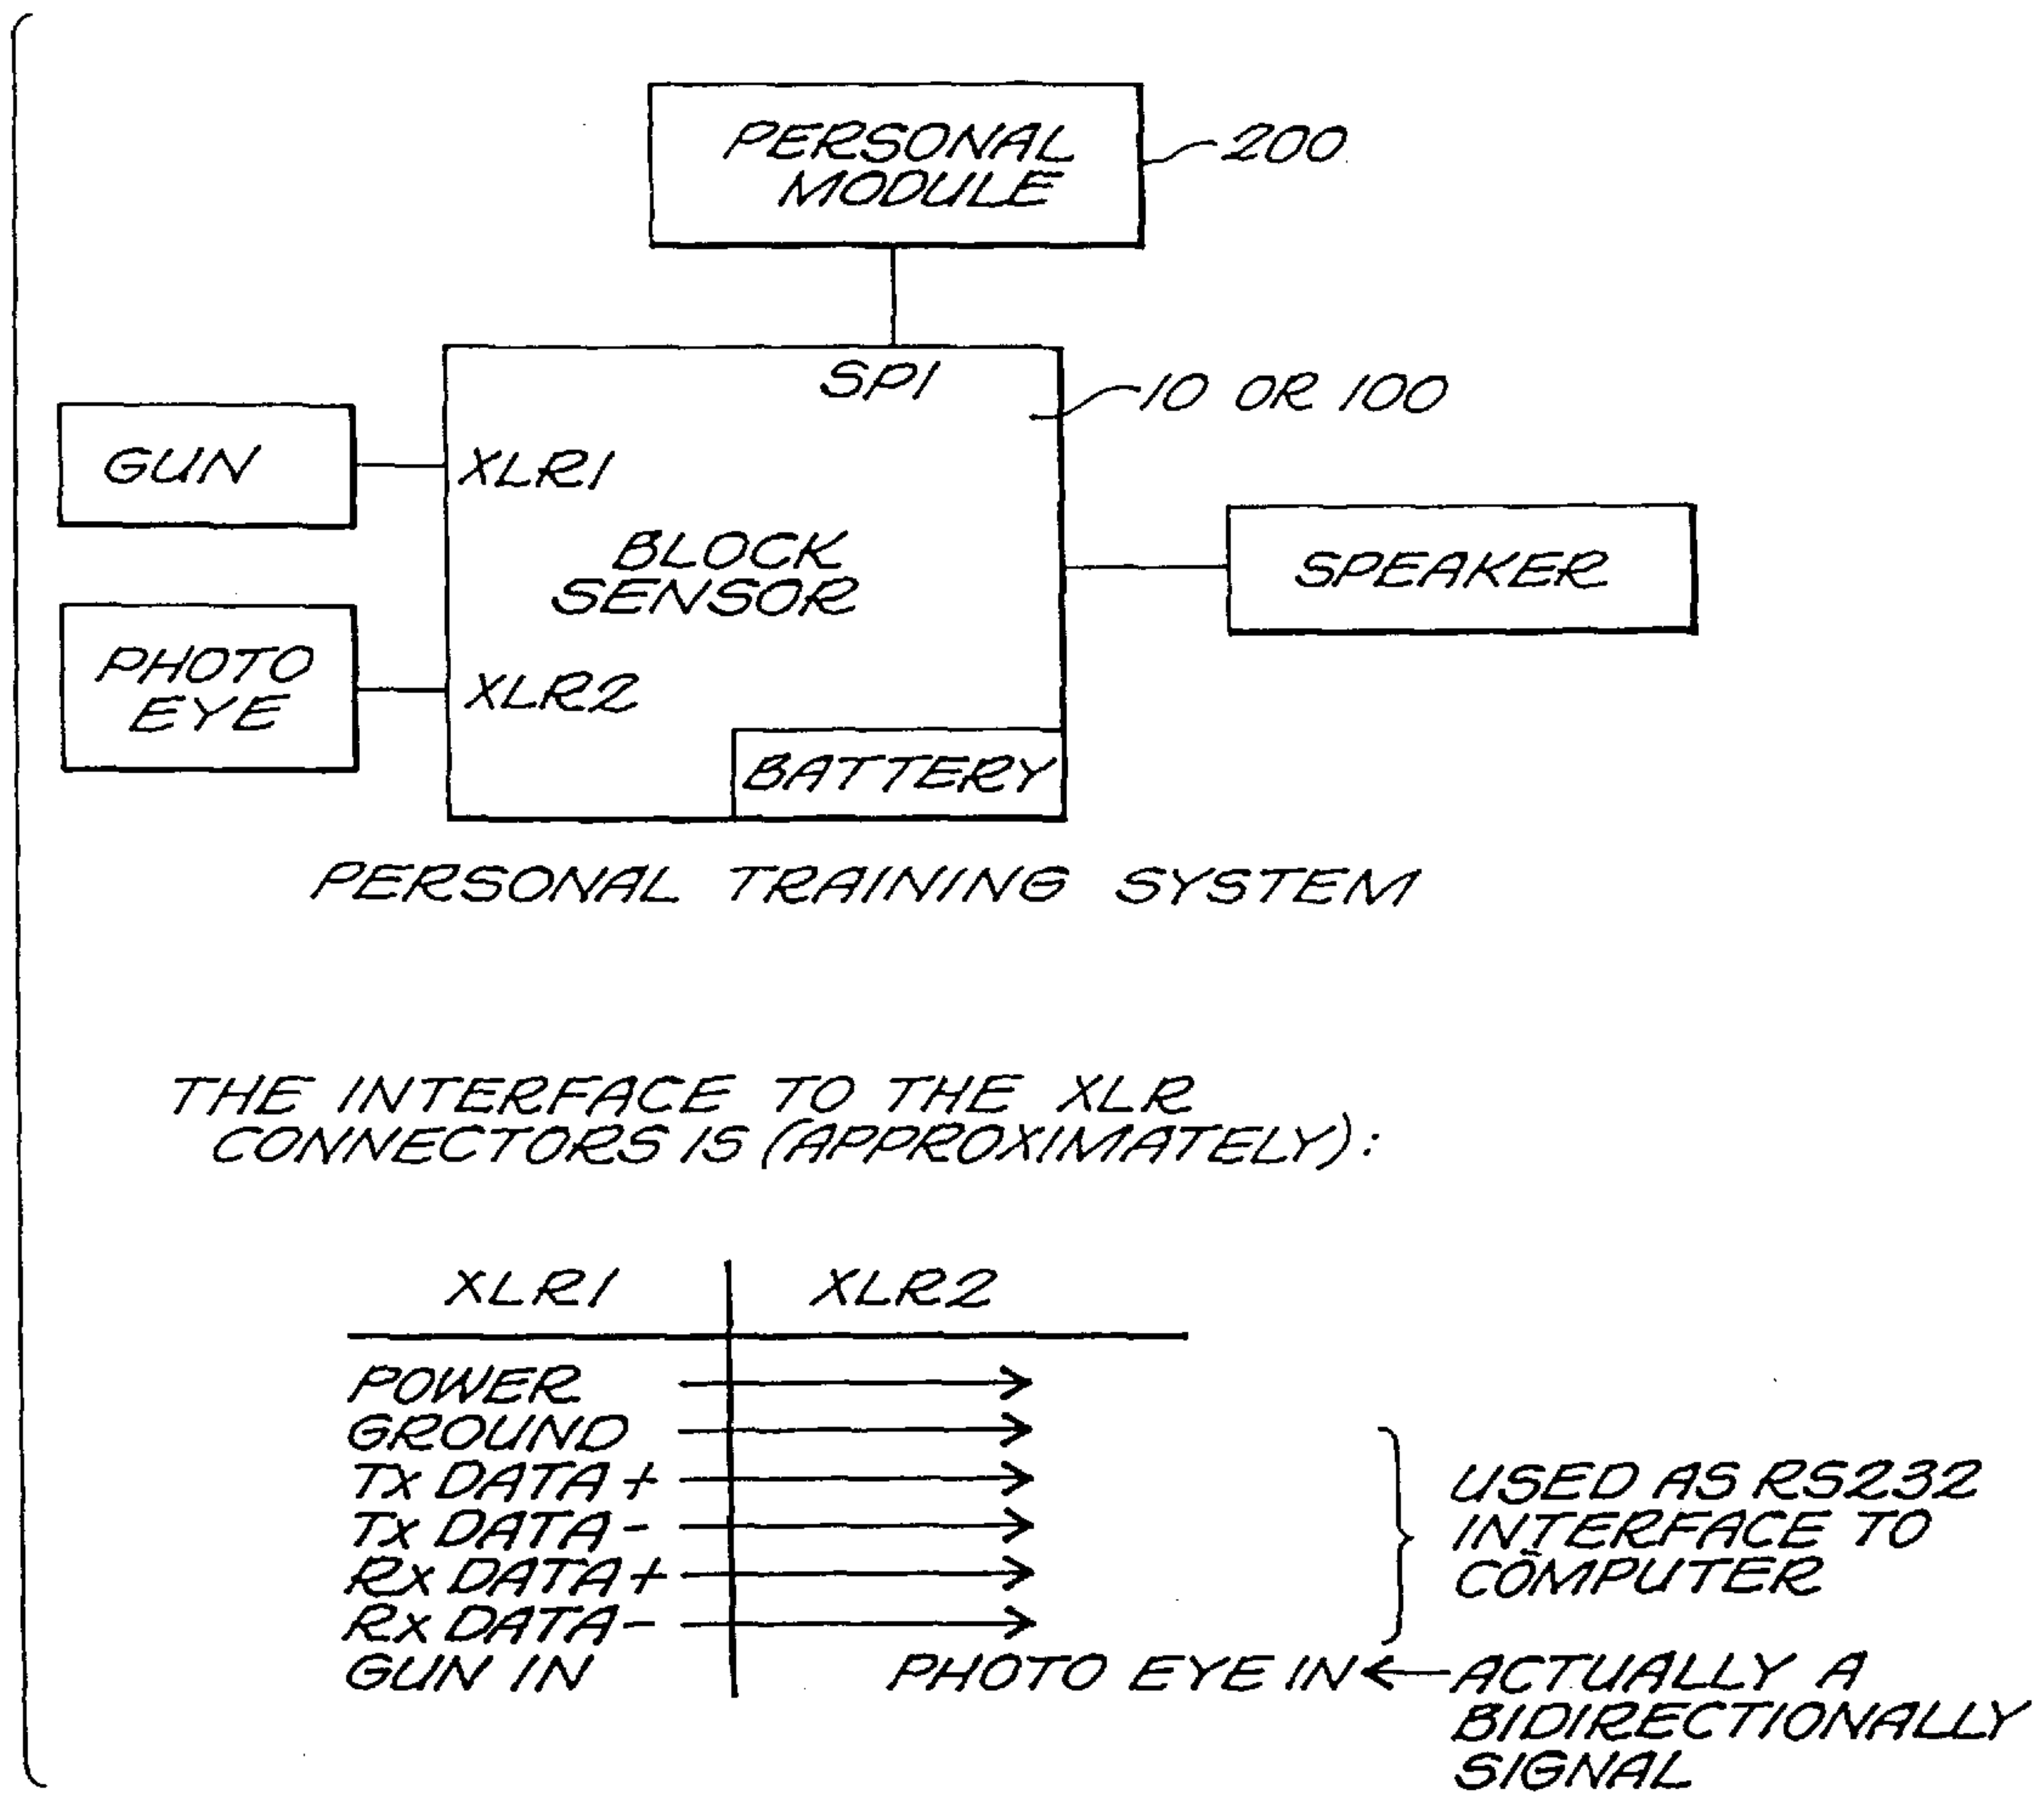 PERSONAL
MODULE
200
SPI
10 OR 100
GUN
XLR1
BLOCK
SENSOR
SPEAKER
PHOTO
EYE
XLR2
BATTERY
PERSONAL TRAINING SYSTEM
THE INTERFACE TO THE XLR
CONNECTORS IS (APPROXIMATELY):
XLR1 XLR2
POWER
GROUND
TX DATA+
TX DATA-
RX DATA+
RX DATA-
USED AS RS232
INTERFACE TO
COMPUTER
GUN IN PHOTO EYE IN
ACTUALLY A
BIDIRECTIONALLY
SIGNAL